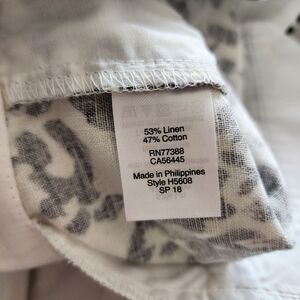 53% Linen
47% Cotton
RN77388
CA56445
Made in Philippines
Style H5608
SP 18